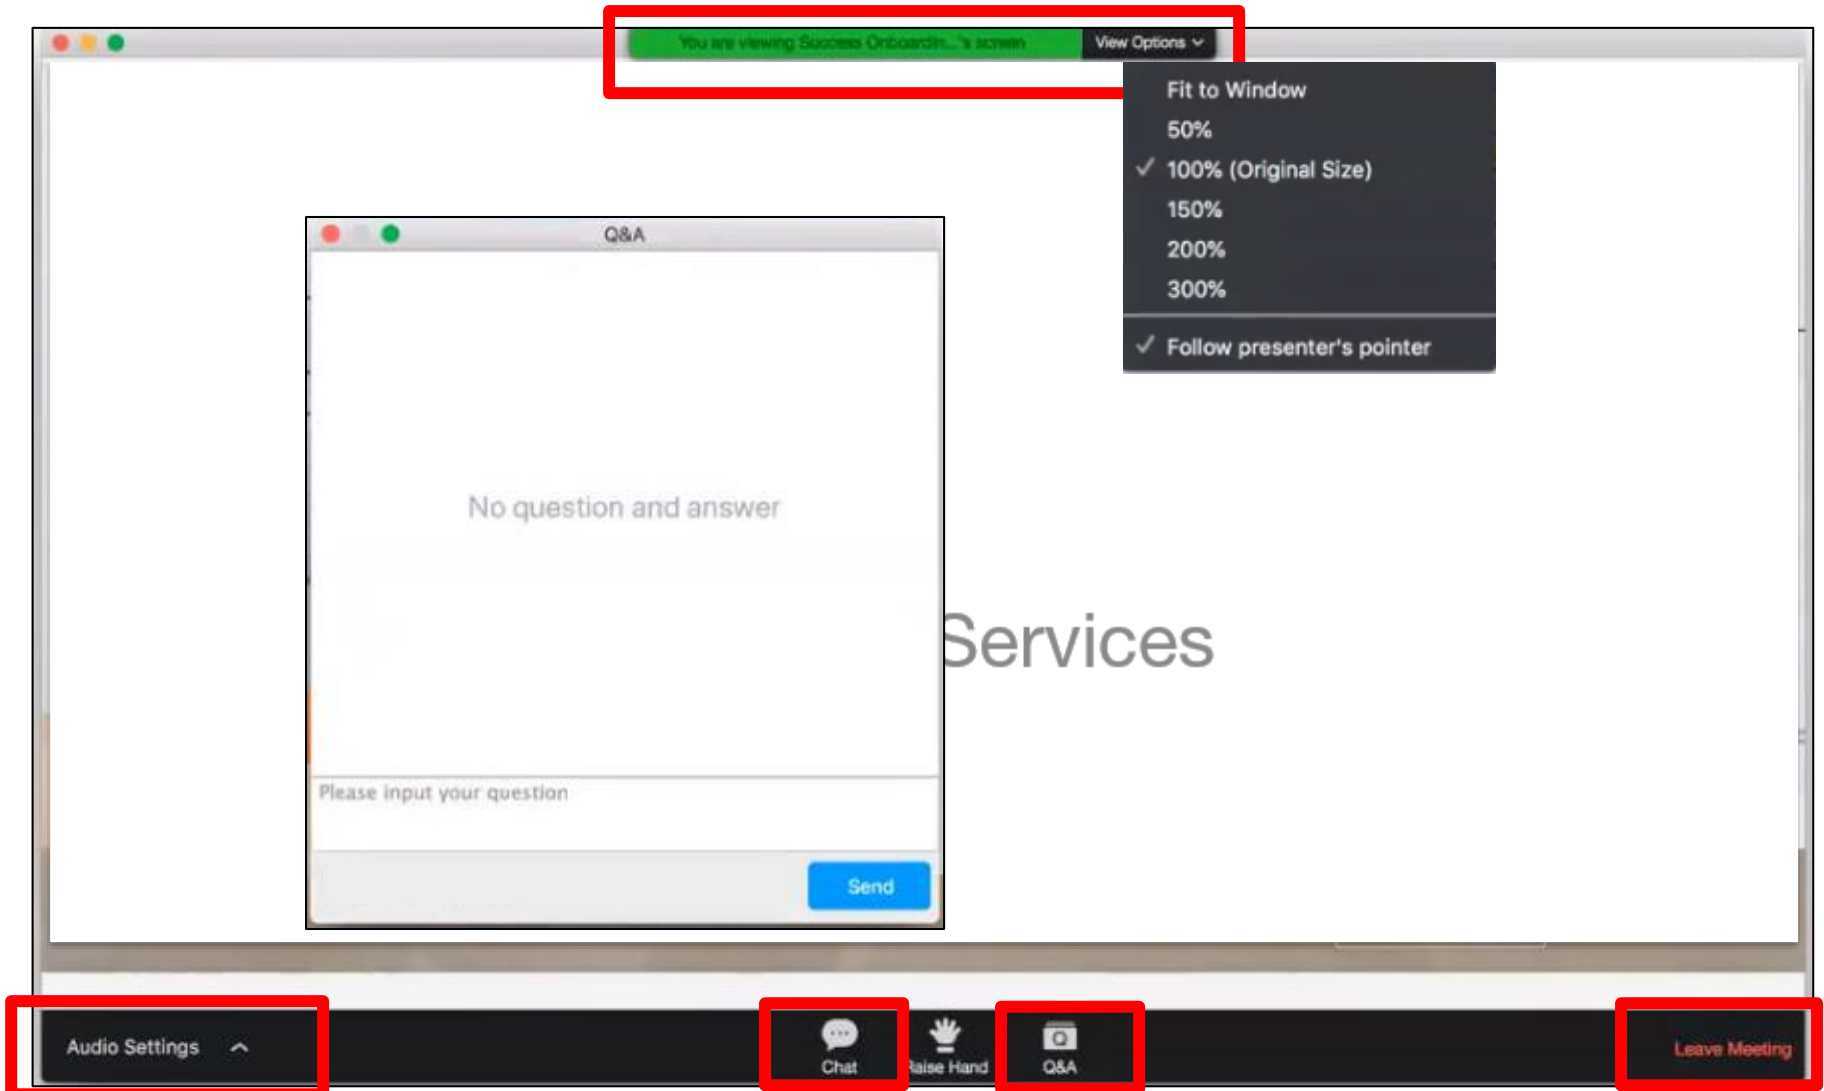 You are viewing Success Onboardin...'s screen
View Options
Fit to Window
50%
100% (Original Size)
150%
200%
300%
Follow presenter's pointer
Q&A
No question and answer
Services
Please input your question
Send
Audio Settings
Chat
Raise Hand
Q&A
Leave Meeting